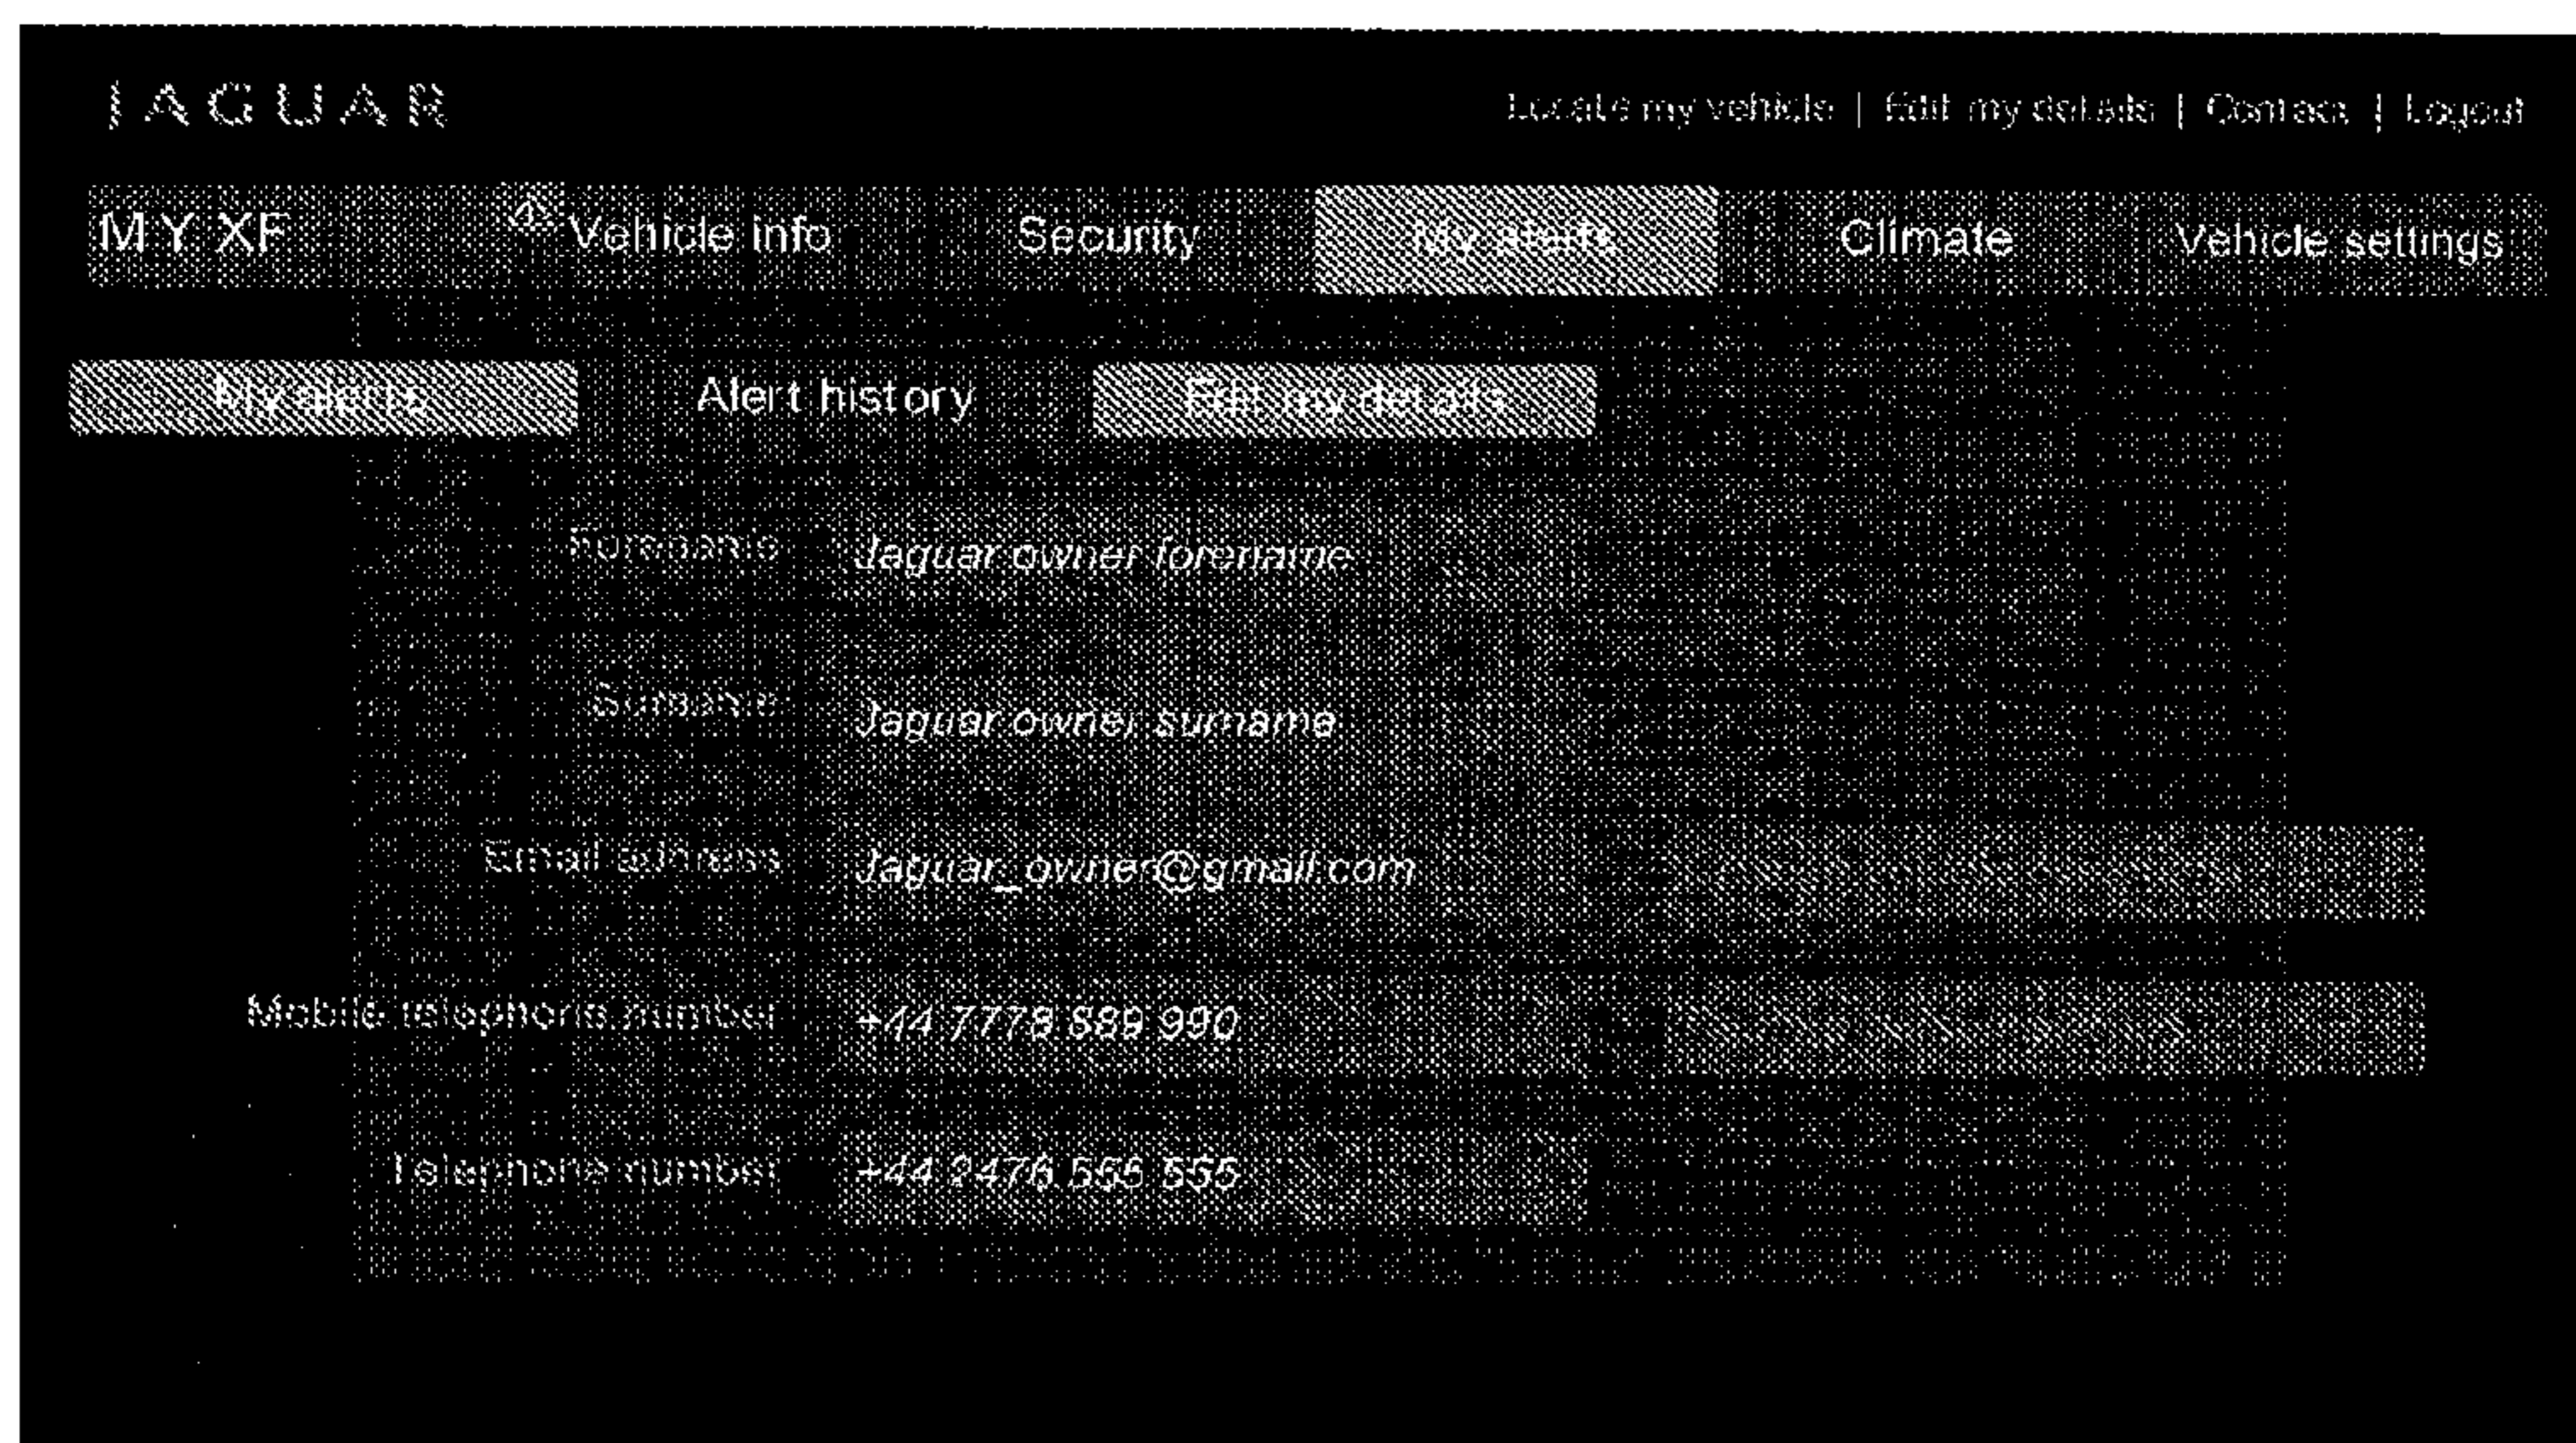 JAGUAR
Locate my vehicle | Edit my details | Contact | Logout
MY XF Vehicle info Security My alerts Climate Vehicle settings
My alerts Alert history Edit my details
Forename Jaguar owner forename
Surname Jaguar owner surname
Email address Jaguar_owner@gmail.com
Mobile telephone number +44 7778 889 990
Telephone number +44 2476 555 555